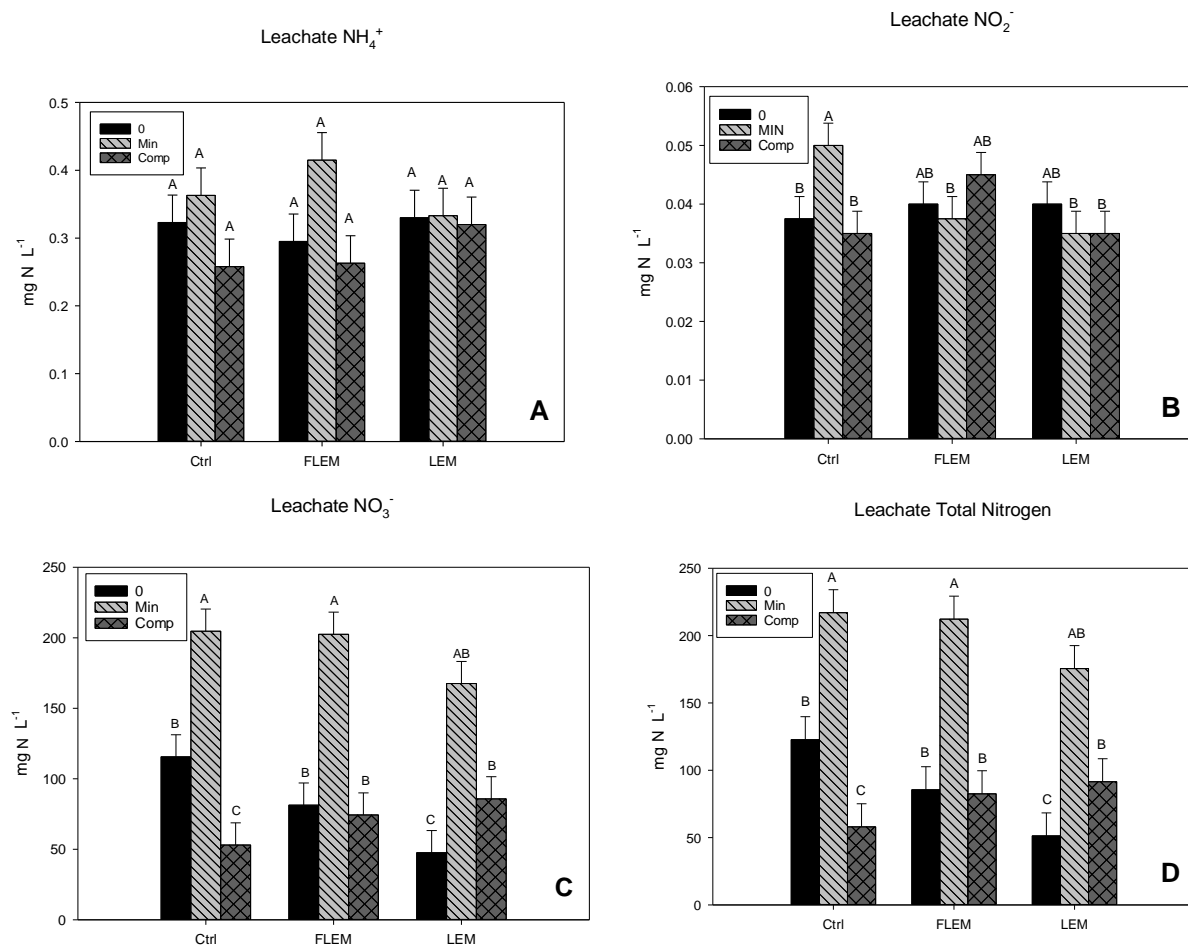 Leachate NH₄⁺
mg N L⁻¹
0.5
0.4
0.3
0.2
0.1
0.0
0
Min
Comp
A A A
A A A
A A A
Ctrl FLEM LEM
A
Leachate NO₂⁻
mg N L⁻¹
0.06
0.05
0.04
0.03
0.02
0.01
0.00
0
MIN
Comp
B A B
AB B AB
AB B B
Ctrl FLEM LEM
B
Leachate NO₃⁻
mg N L⁻¹
250
200
150
100
50
0
0
Min
Comp
B A C
B A B
C AB B
Ctrl FLEM LEM
C
Leachate Total Nitrogen
mg N L⁻¹
250
200
150
100
50
0
0
Min
Comp
B A C
B A B
C AB B
Ctrl FLEM LEM
D